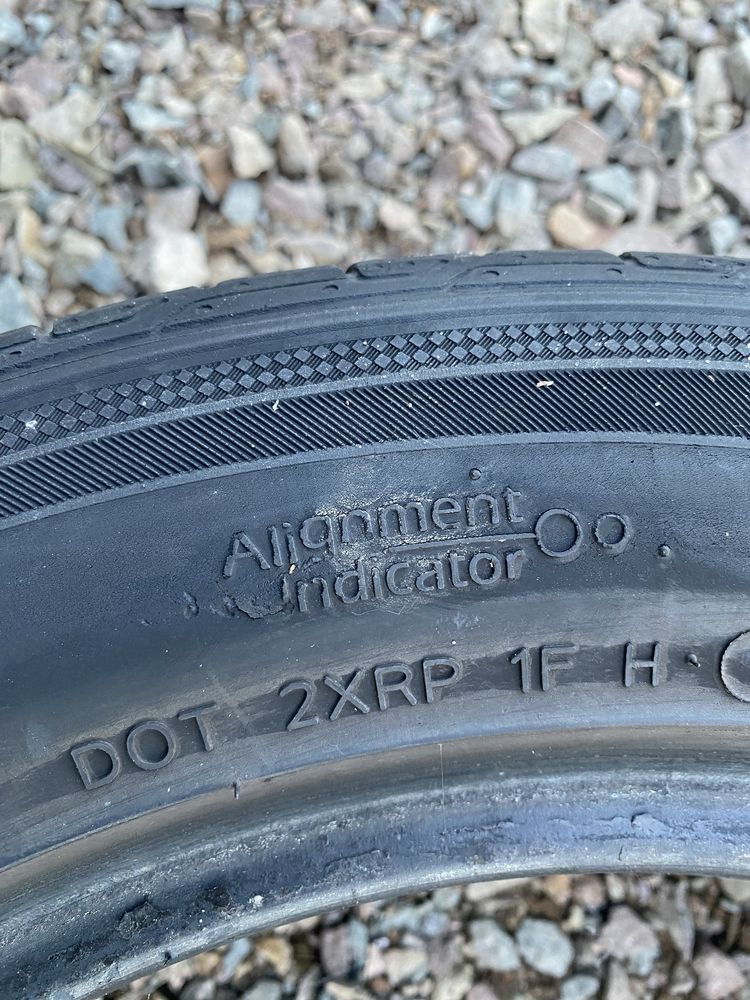 Alignment
Indicator
DOT 2XRP 1F H